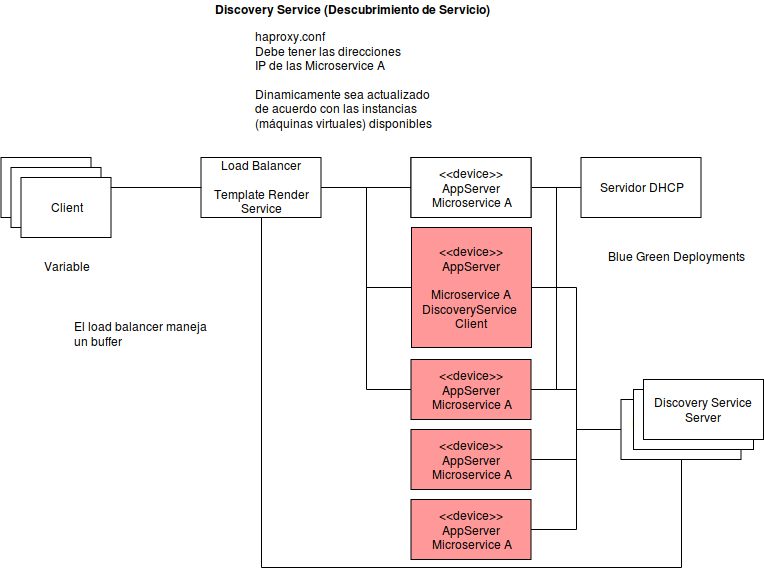 Discovery Service (Descubrimiento de Servicio)
haproxy.conf
Debe tener las direcciones
IP de las Microservice A
Dinamicamente sea actualizado
de acuerdo con las instancias
(máquinas virtuales) disponibles
Client
Variable
El load balancer maneja
un buffer
Load Balancer
Template Render
Service
<<device>>
AppServer
Microservice A
<<device>>
AppServer
Microservice A
DiscoveryService
Client
<<device>>
AppServer
Microservice A
<<device>>
AppServer
Microservice A
<<device>>
AppServer
Microservice A
Servidor DHCP
Blue Green Deployments
Discovery Service
Server